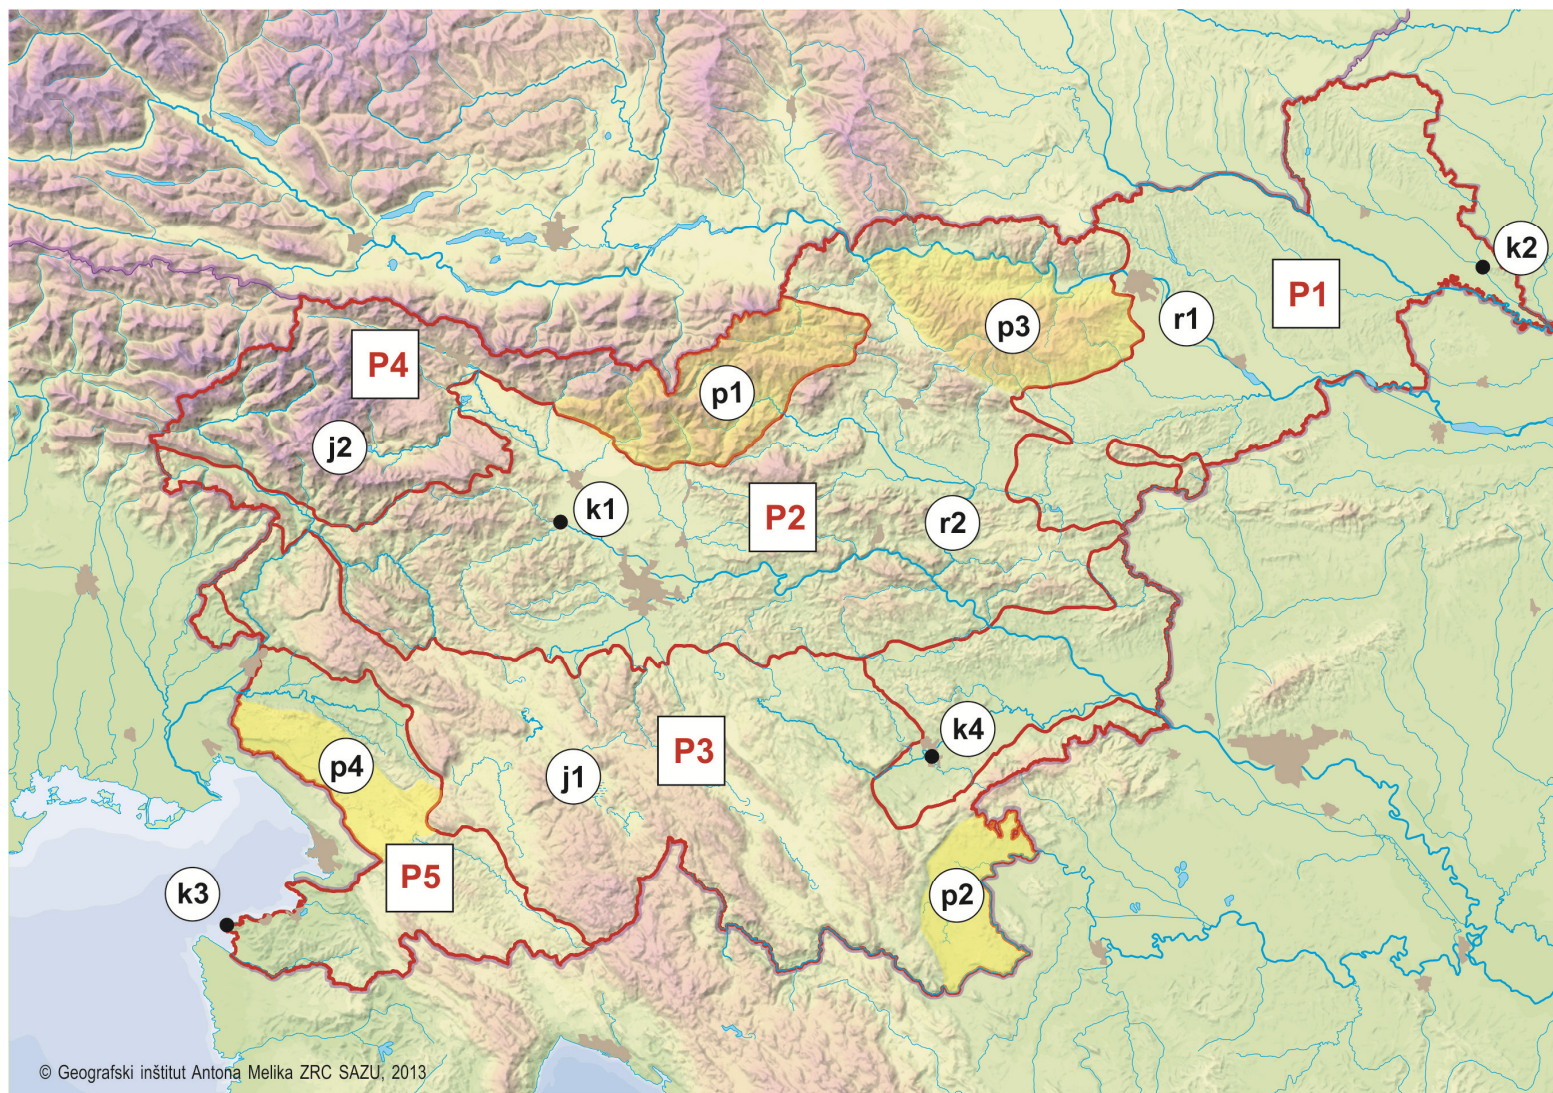 k2
P1
r1
p3
P4
p1
j2
k1
P2
r2
k4
P3
p4
j1
P5
k3
p2
© Geografski inštitut Antona Melika ZRC SAZU, 2013